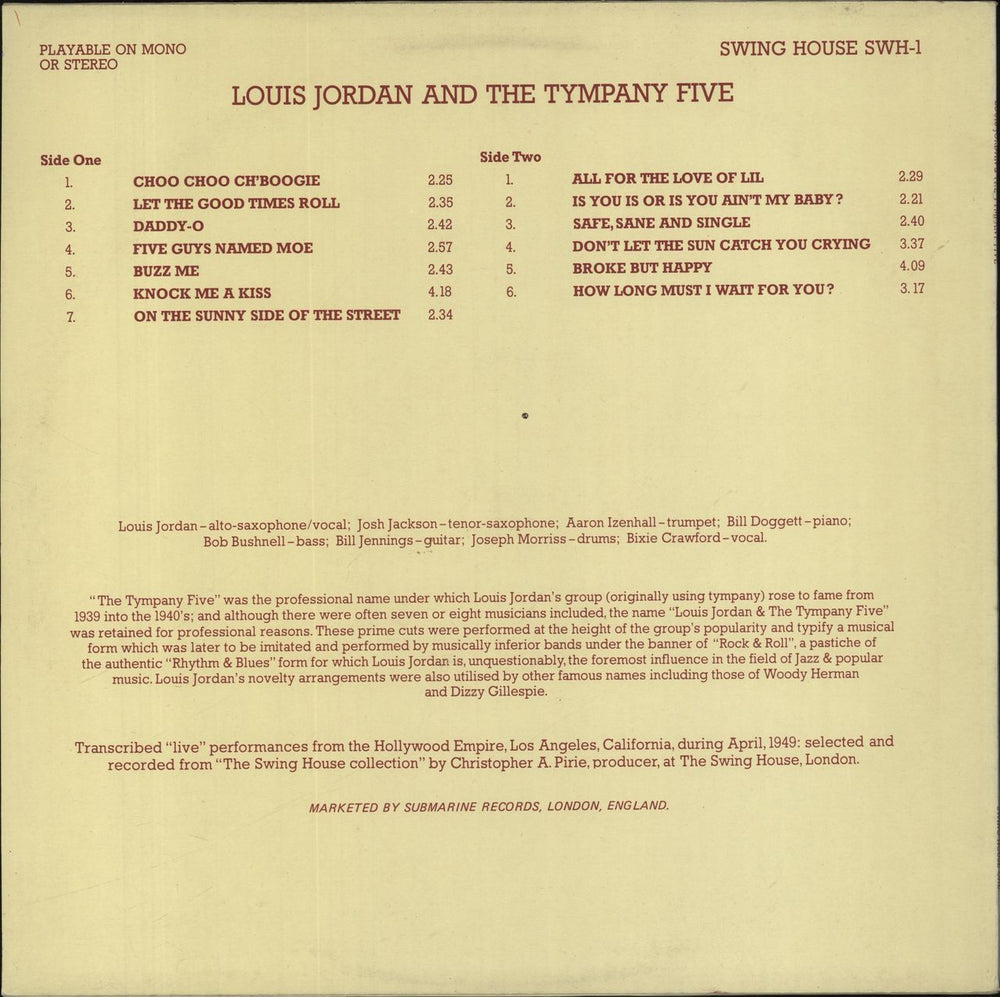 PLAYABLE ON MONO
OR STEREO
SWING HOUSE SWH-1
LOUIS JORDAN AND THE TYMPANY FIVE
Side One
1. CHOO CHOO CH'BOOGIE 2.25
2. LET THE GOOD TIMES ROLL 2.35
3. DADDY-O 2.42
4. FIVE GUYS NAMED MOE 2.57
5. BUZZ ME 2.43
6. KNOCK ME A KISS 4.18
7. ON THE SUNNY SIDE OF THE STREET 2.34
Side Two
1. ALL FOR THE LOVE OF LIL 2.29
2. IS YOU IS OR IS YOU AIN'T MY BABY? 2.21
3. SAFE, SANE AND SINGLE 2.40
4. DON'T LET THE SUN CATCH YOU CRYING 3.37
5. BROKE BUT HAPPY 4.09
6. HOW LONG MUST I WAIT FOR YOU? 3.17
Louis Jordan–alto-saxophone/vocal; Josh Jackson–tenor-saxophone; Aaron Izenhall–trumpet; Bill Doggett–piano;
Bob Bushnell–bass; Bill Jennings–guitar; Joseph Morriss–drums; Bixie Crawford–vocal.
"The Tympany Five" was the professional name under which Louis Jordan's group (originally using tympany) rose to fame from
1939 into the 1940's; and although there were often seven or eight musicians included, the name "Louis Jordan & The Tympany Five"
was retained for professional reasons. These prime cuts were performed at the height of the group's popularity and typify a musical
form which was later to be imitated and performed by musically inferior bands under the banner of "Rock & Roll", a pastiche of
the authentic "Rhythm & Blues" form for which Louis Jordan is, unquestionably, the foremost influence in the field of Jazz & popular
music. Louis Jordan's novelty arrangements were also utilised by other famous names including those of Woody Herman
and Dizzy Gillespie.
Transcribed "live" performances from the Hollywood Empire, Los Angeles, California, during April, 1949: selected and
recorded from "The Swing House collection" by Christopher A. Pirie, producer, at The Swing House, London.
MARKETED BY SUBMARINE RECORDS, LONDON, ENGLAND.